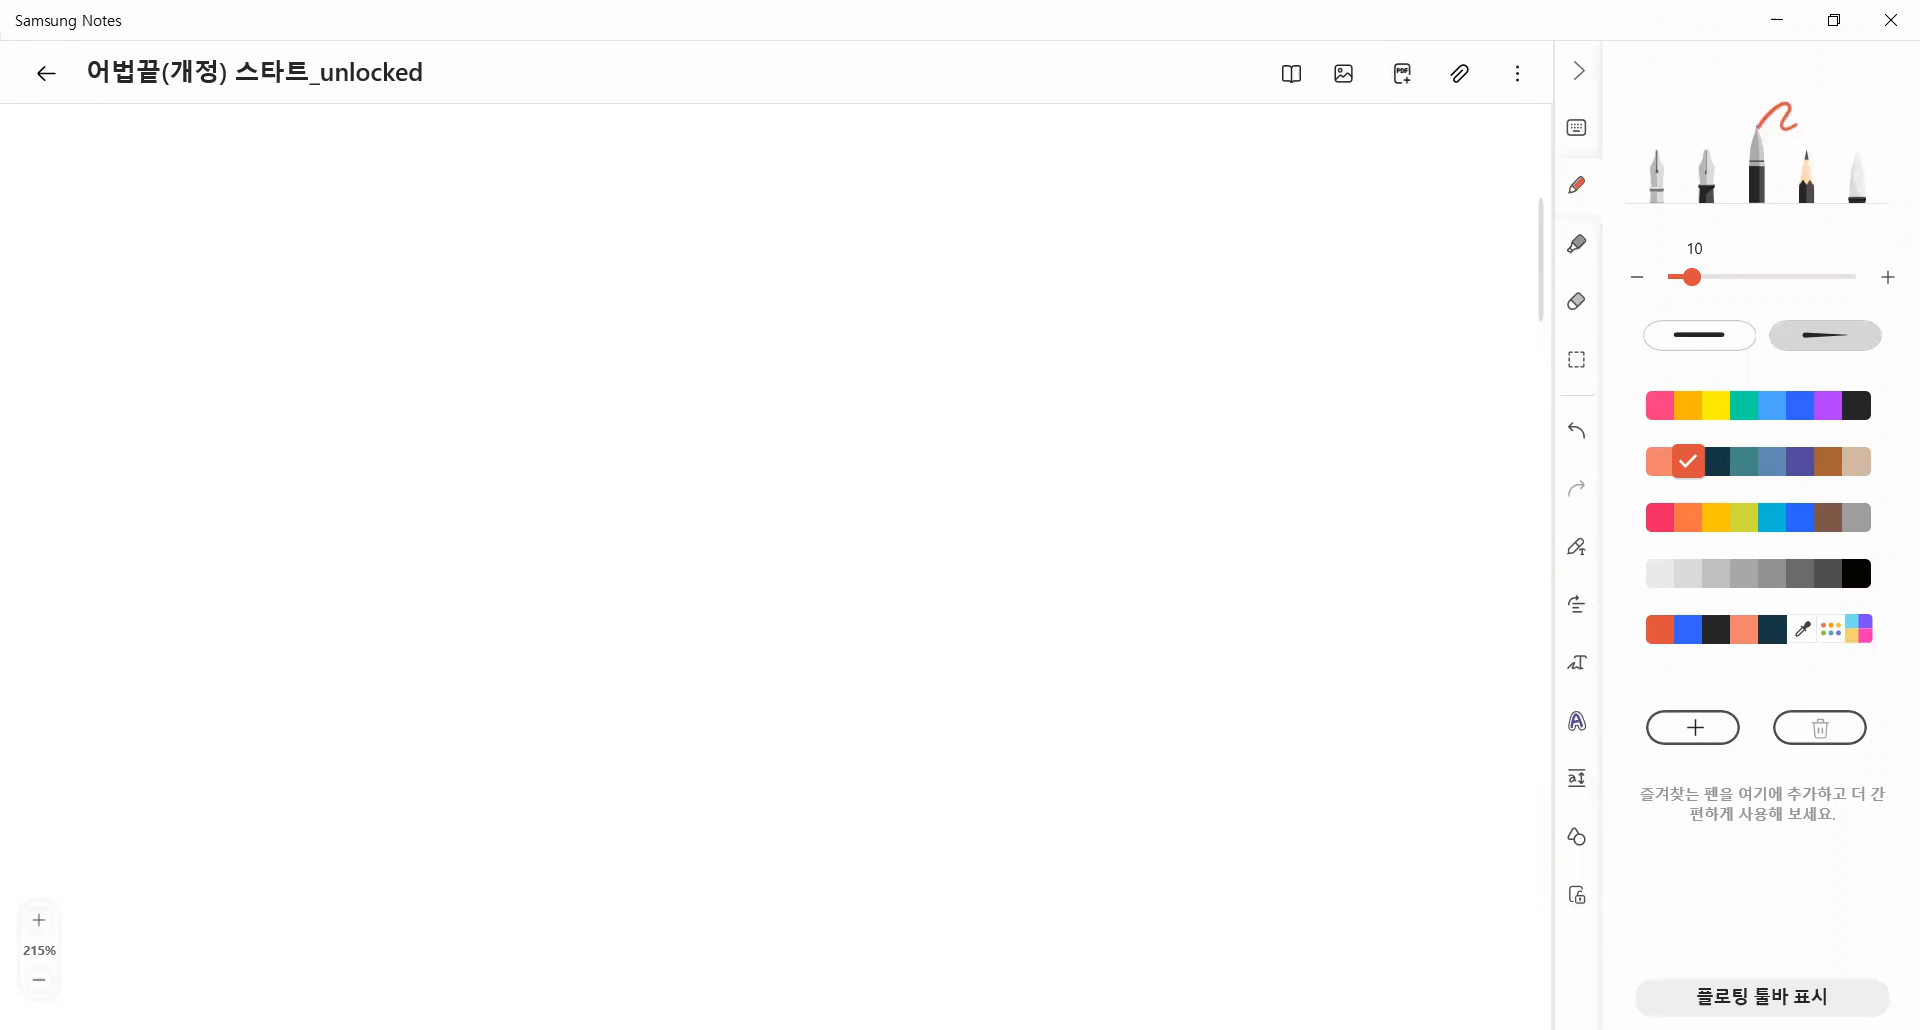 Samsung Notes
어법끝(개정) 스타트_unlocked
PDF
10
215%
즐겨찾는 펜을 여기에 추가하고 더 간
편하게 사용해 보세요.
플로팅 툴바 표시